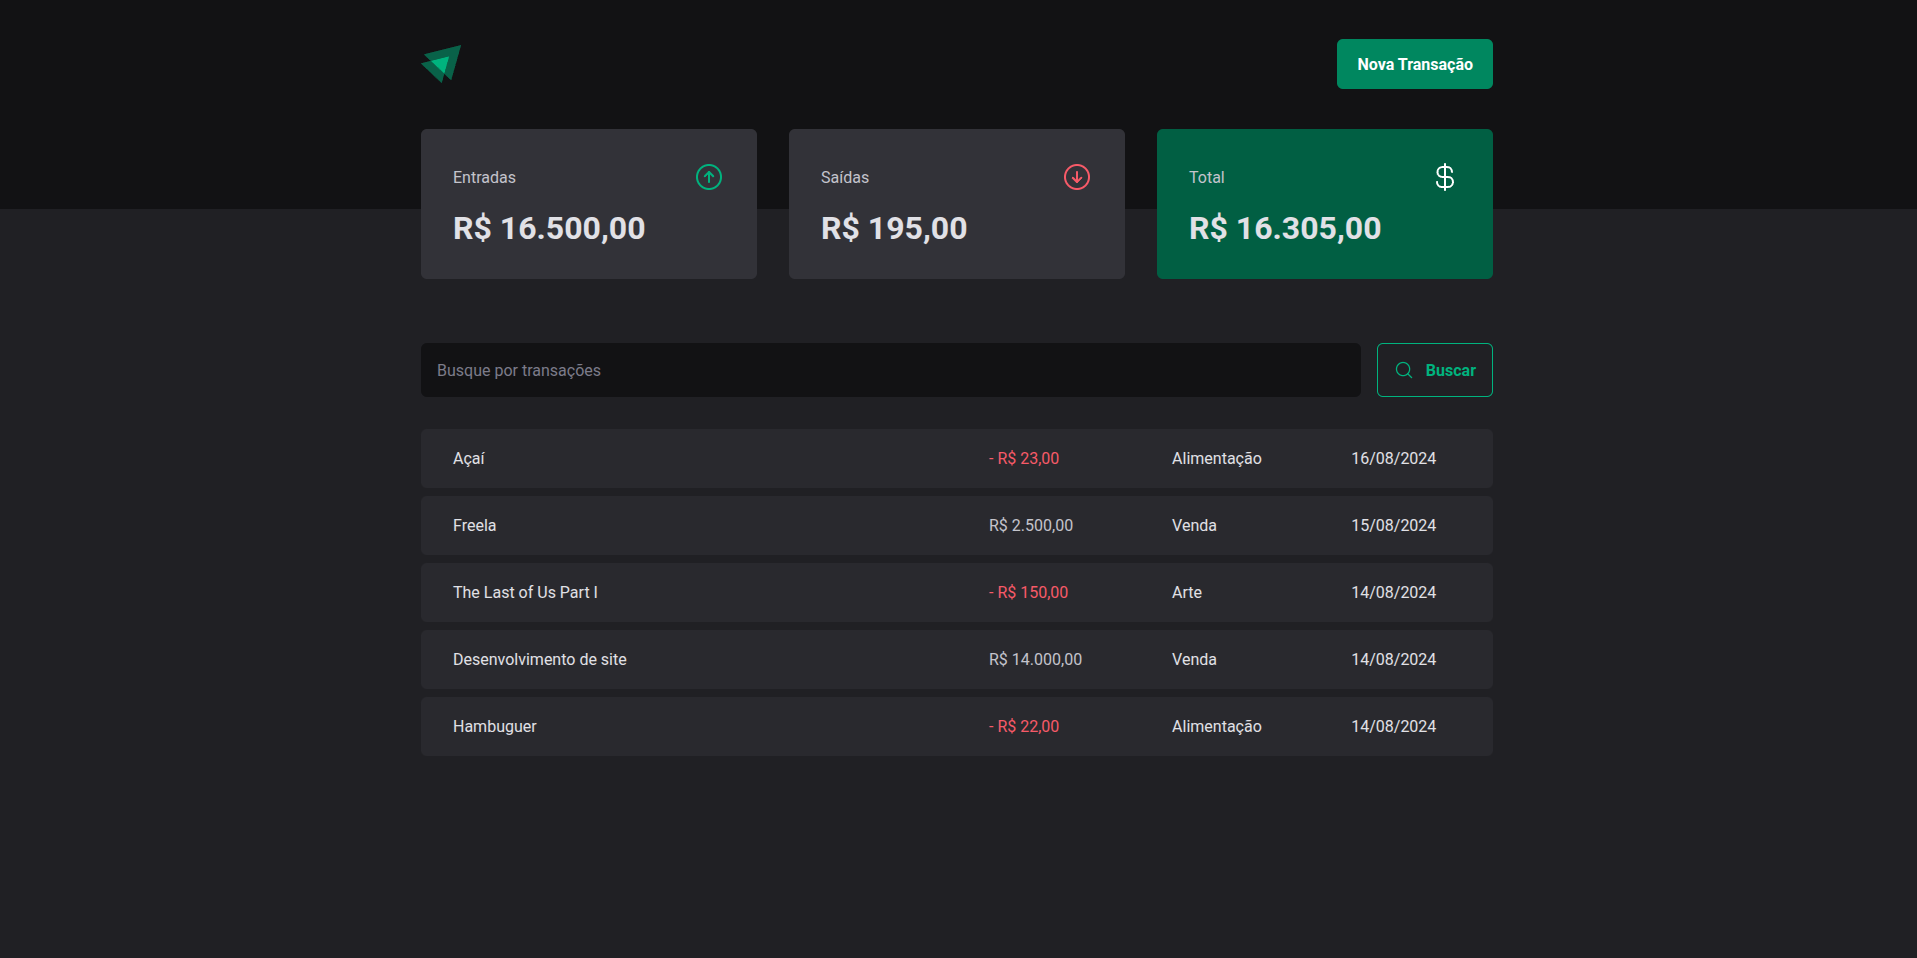 Nova Transação
Entradas
R$ 16.500,00
Saídas
R$ 195,00
Total
$
R$ 16.305,00
Busque por transações
Buscar
Açaí - R$ 23,00 Alimentação 16/08/2024
Freela R$ 2.500,00 Venda 15/08/2024
The Last of Us Part I - R$ 150,00 Arte 14/08/2024
Desenvolvimento de site R$ 14.000,00 Venda 14/08/2024
Hambuguer - R$ 22,00 Alimentação 14/08/2024